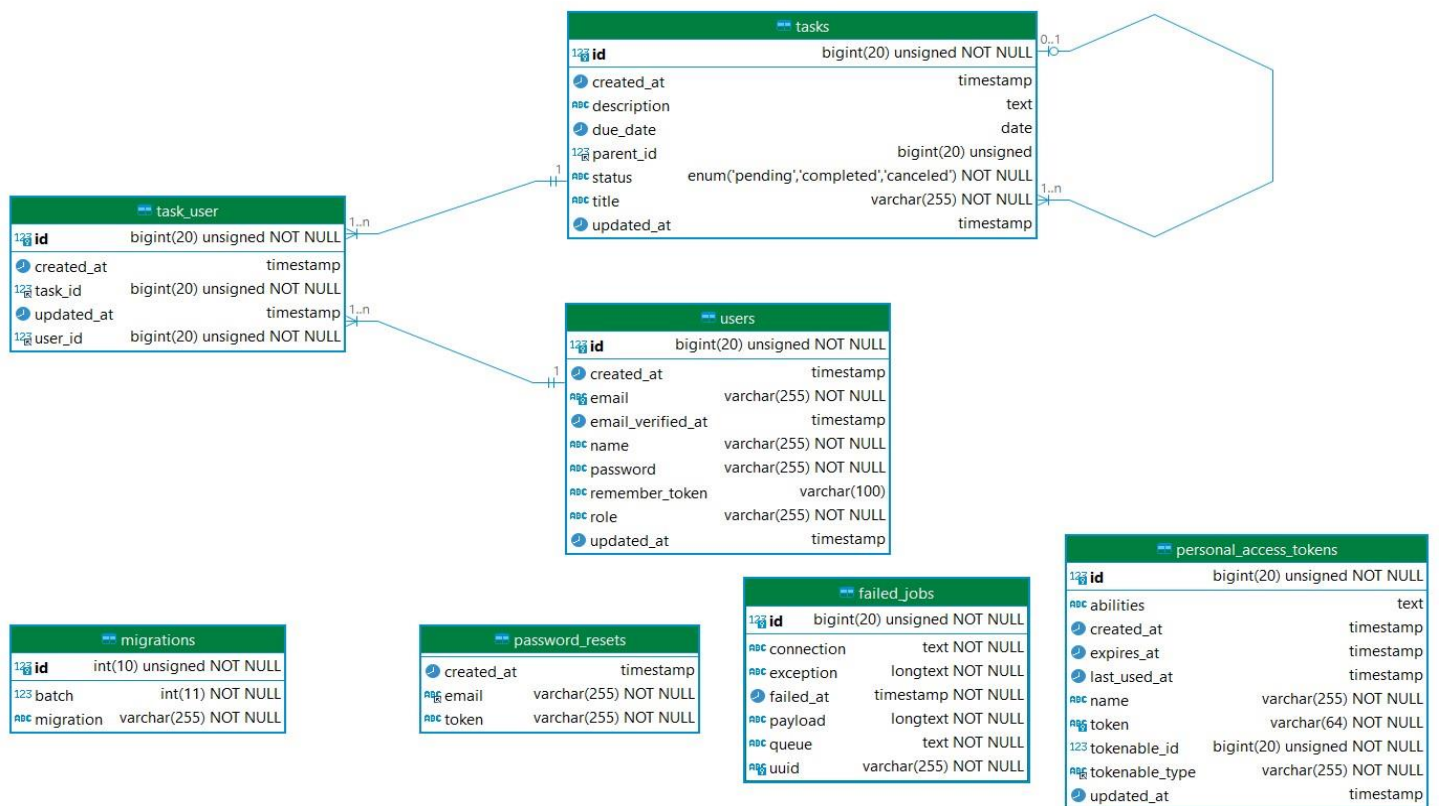 tasks
id bigint(20) unsigned NOT NULL
created_at timestamp
description text
due_date date
parent_id bigint(20) unsigned
status enum('pending','completed','canceled') NOT NULL
title varchar(255) NOT NULL
updated_at timestamp
0..1
1..n
1
task_user
id bigint(20) unsigned NOT NULL
created_at timestamp
task_id bigint(20) unsigned NOT NULL
updated_at timestamp
user_id bigint(20) unsigned NOT NULL
1..n
1..n
1
users
id bigint(20) unsigned NOT NULL
created_at timestamp
email varchar(255) NOT NULL
email_verified_at timestamp
name varchar(255) NOT NULL
password varchar(255) NOT NULL
remember_token varchar(100)
role varchar(255) NOT NULL
updated_at timestamp
migrations
id int(10) unsigned NOT NULL
123 batch int(11) NOT NULL
ABC migration varchar(255) NOT NULL
password_resets
created_at timestamp
email varchar(255) NOT NULL
token varchar(255) NOT NULL
failed_jobs
id bigint(20) unsigned NOT NULL
connection text NOT NULL
exception longtext NOT NULL
failed_at timestamp NOT NULL
payload longtext NOT NULL
queue text NOT NULL
uuid varchar(255) NOT NULL
personal_access_tokens
id bigint(20) unsigned NOT NULL
abilities text
created_at timestamp
expires_at timestamp
last_used_at timestamp
name varchar(255) NOT NULL
token varchar(64) NOT NULL
123 tokenable_id bigint(20) unsigned NOT NULL
tokenable_type varchar(255) NOT NULL
updated_at timestamp